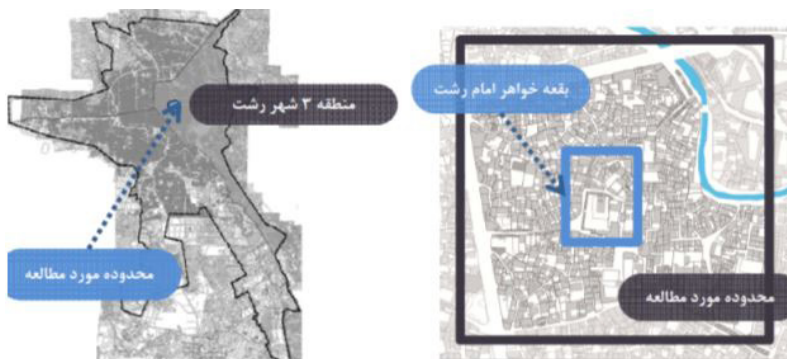 منطقه ۳ شهر رشت
محدوده مورد مطالعه
بقعه خواهر امام رشت
محدوده مورد مطالعه